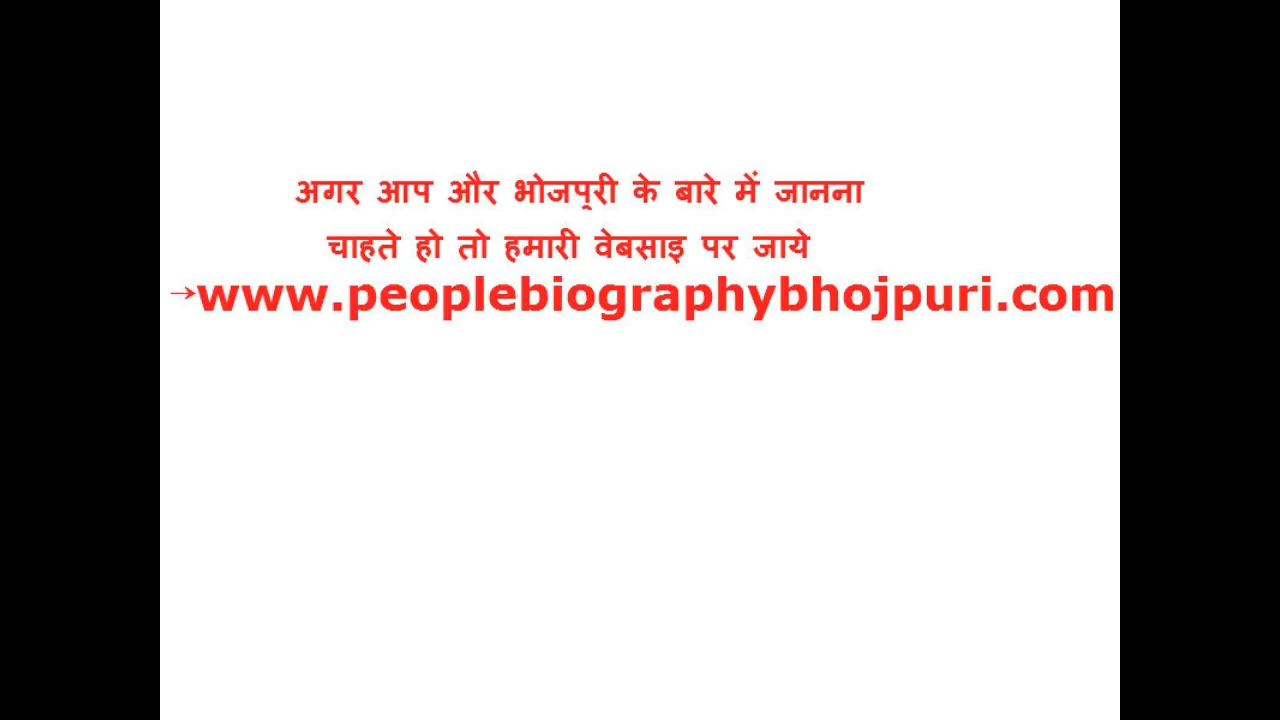 अगर आप और भोजपुरी के बारे में जानना
चाहते हो तो हमारी वेबसाइ पर जाये
→www.peoplebiographybhojpuri.com